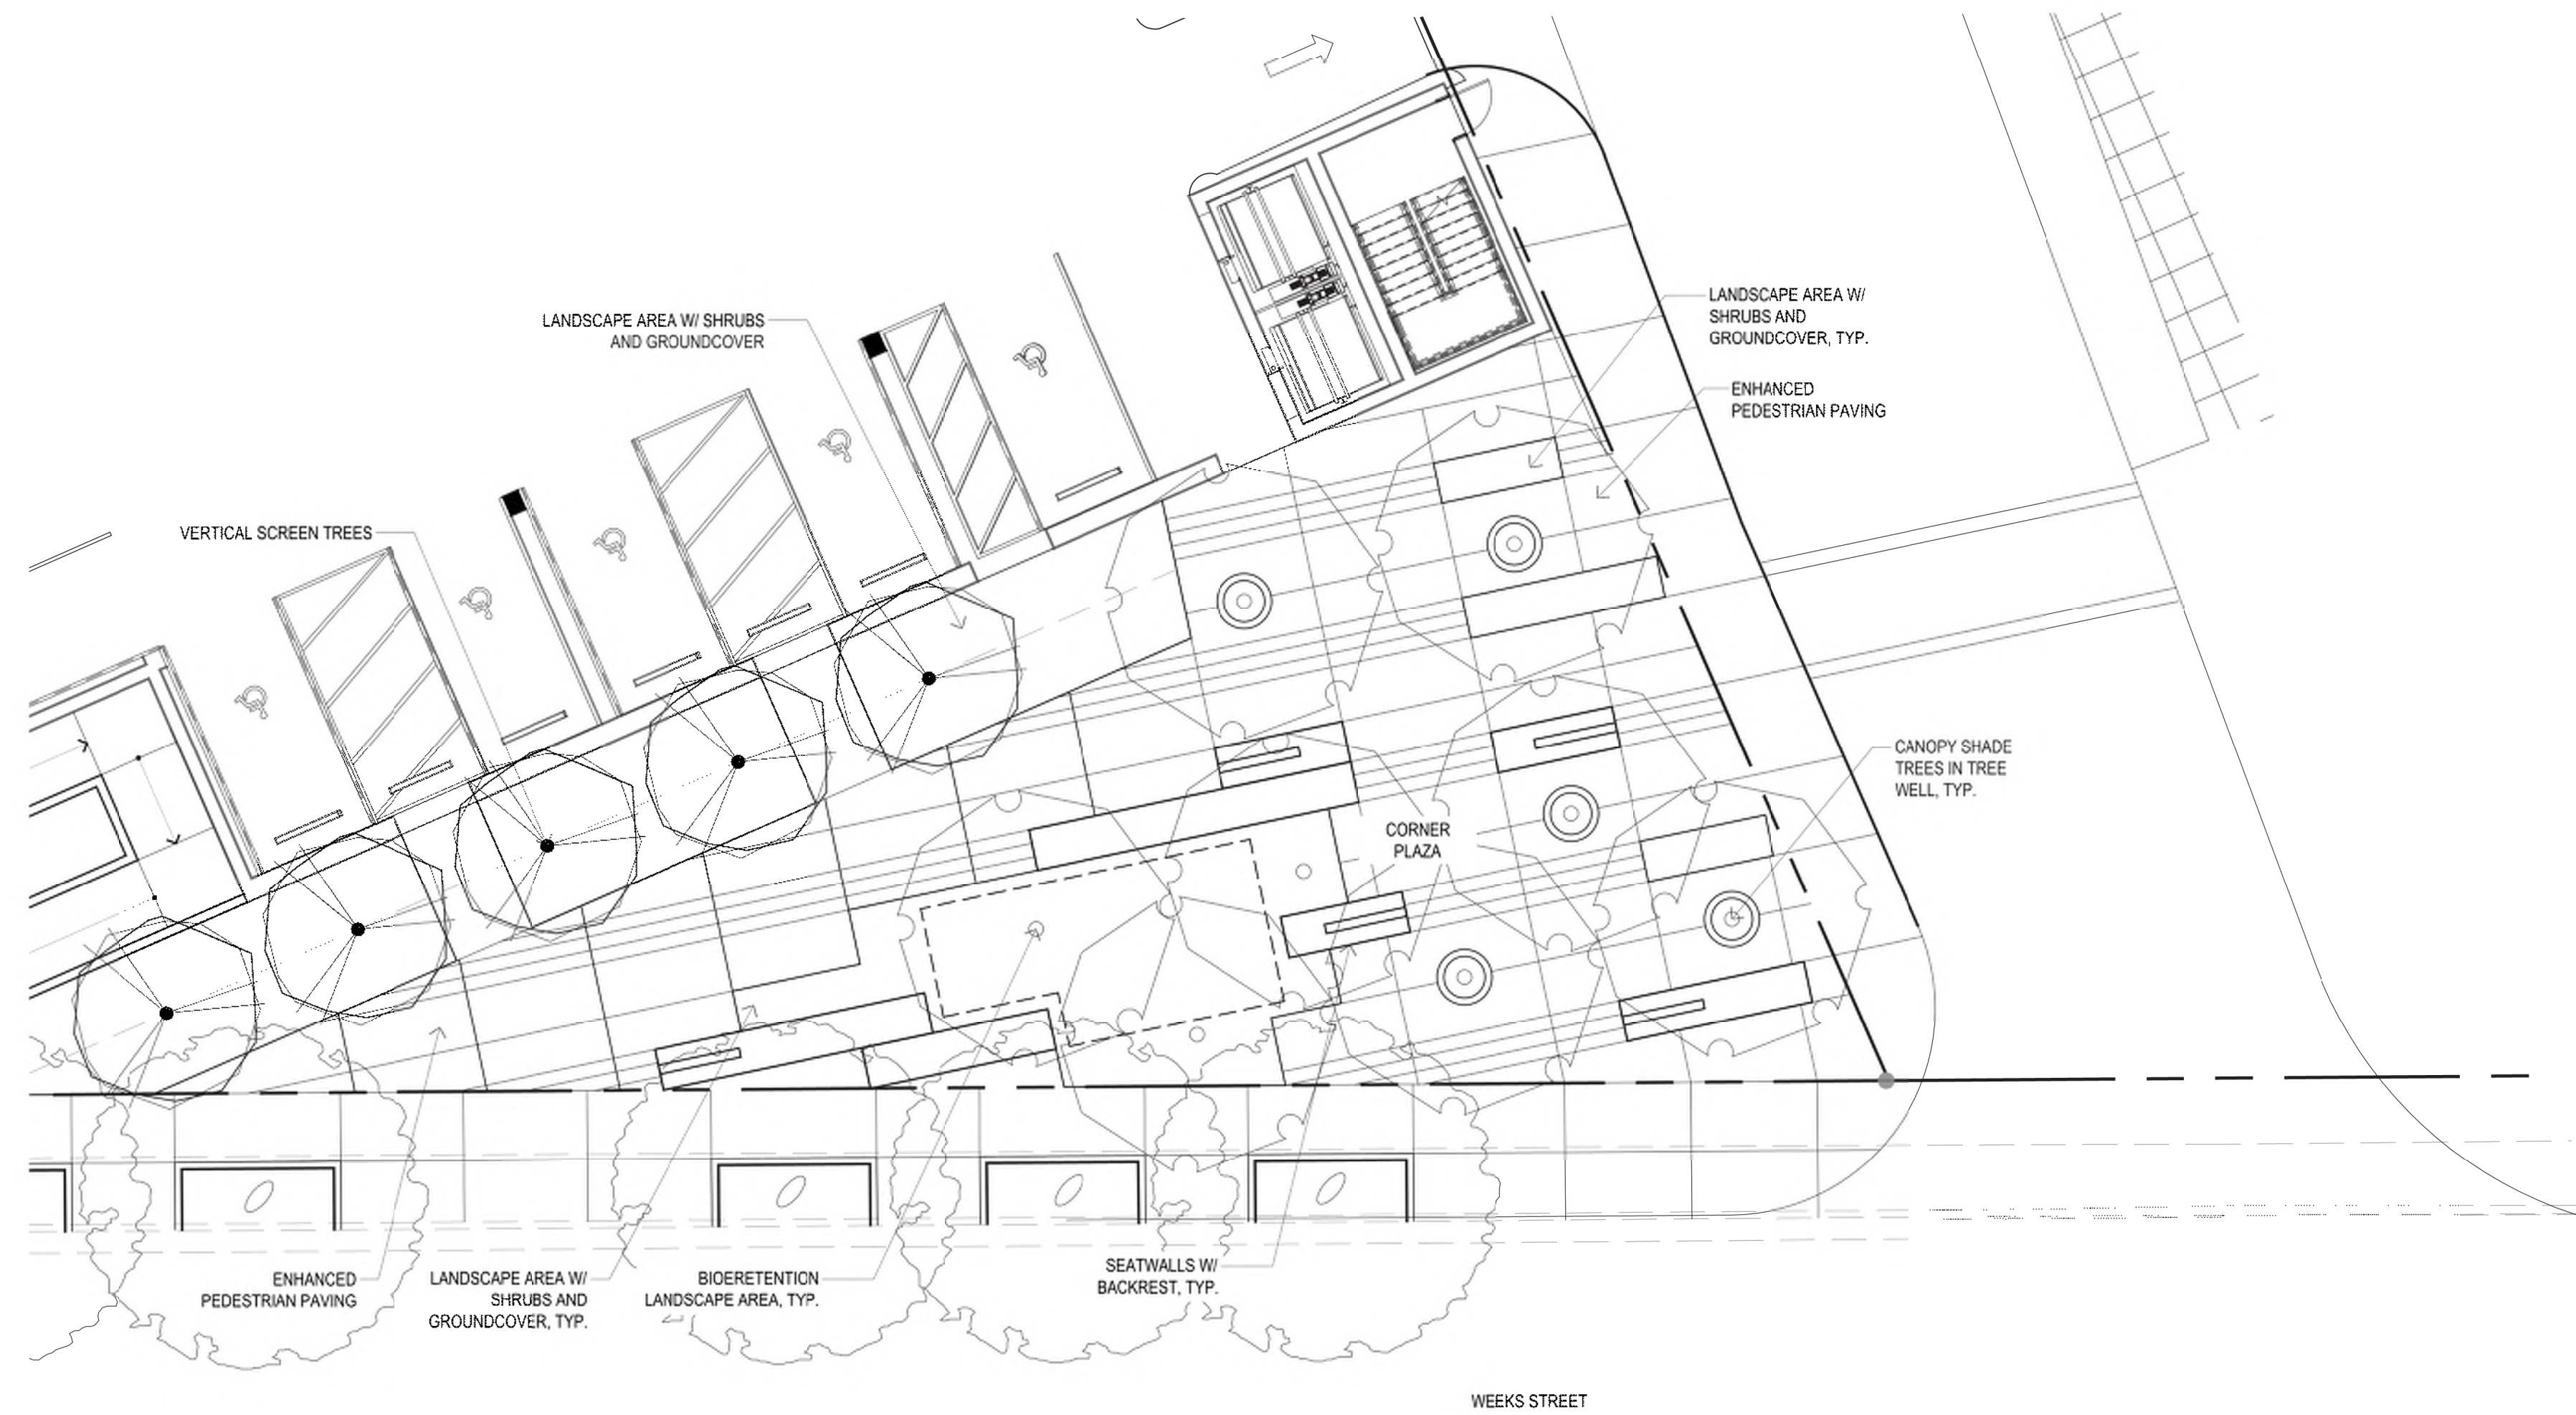 LANDSCAPE AREA W/
SHRUBS AND
GROUNDCOVER, TYP.
LANDSCAPE AREA W/ SHRUBS
AND GROUNDCOVER
ENHANCED
PEDESTRIAN PAVING
VERTICAL SCREEN TREES
CANOPY SHADE
TREES IN TREE
WELL, TYP.
CORNER
PLAZA
SEATWALLS W/
BACKREST, TYP.
ENHANCED
PEDESTRIAN PAVING
LANDSCAPE AREA W/
SHRUBS AND
GROUNDCOVER, TYP.
BIOERETENTION
LANDSCAPE AREA, TYP.
WEEKS STREET